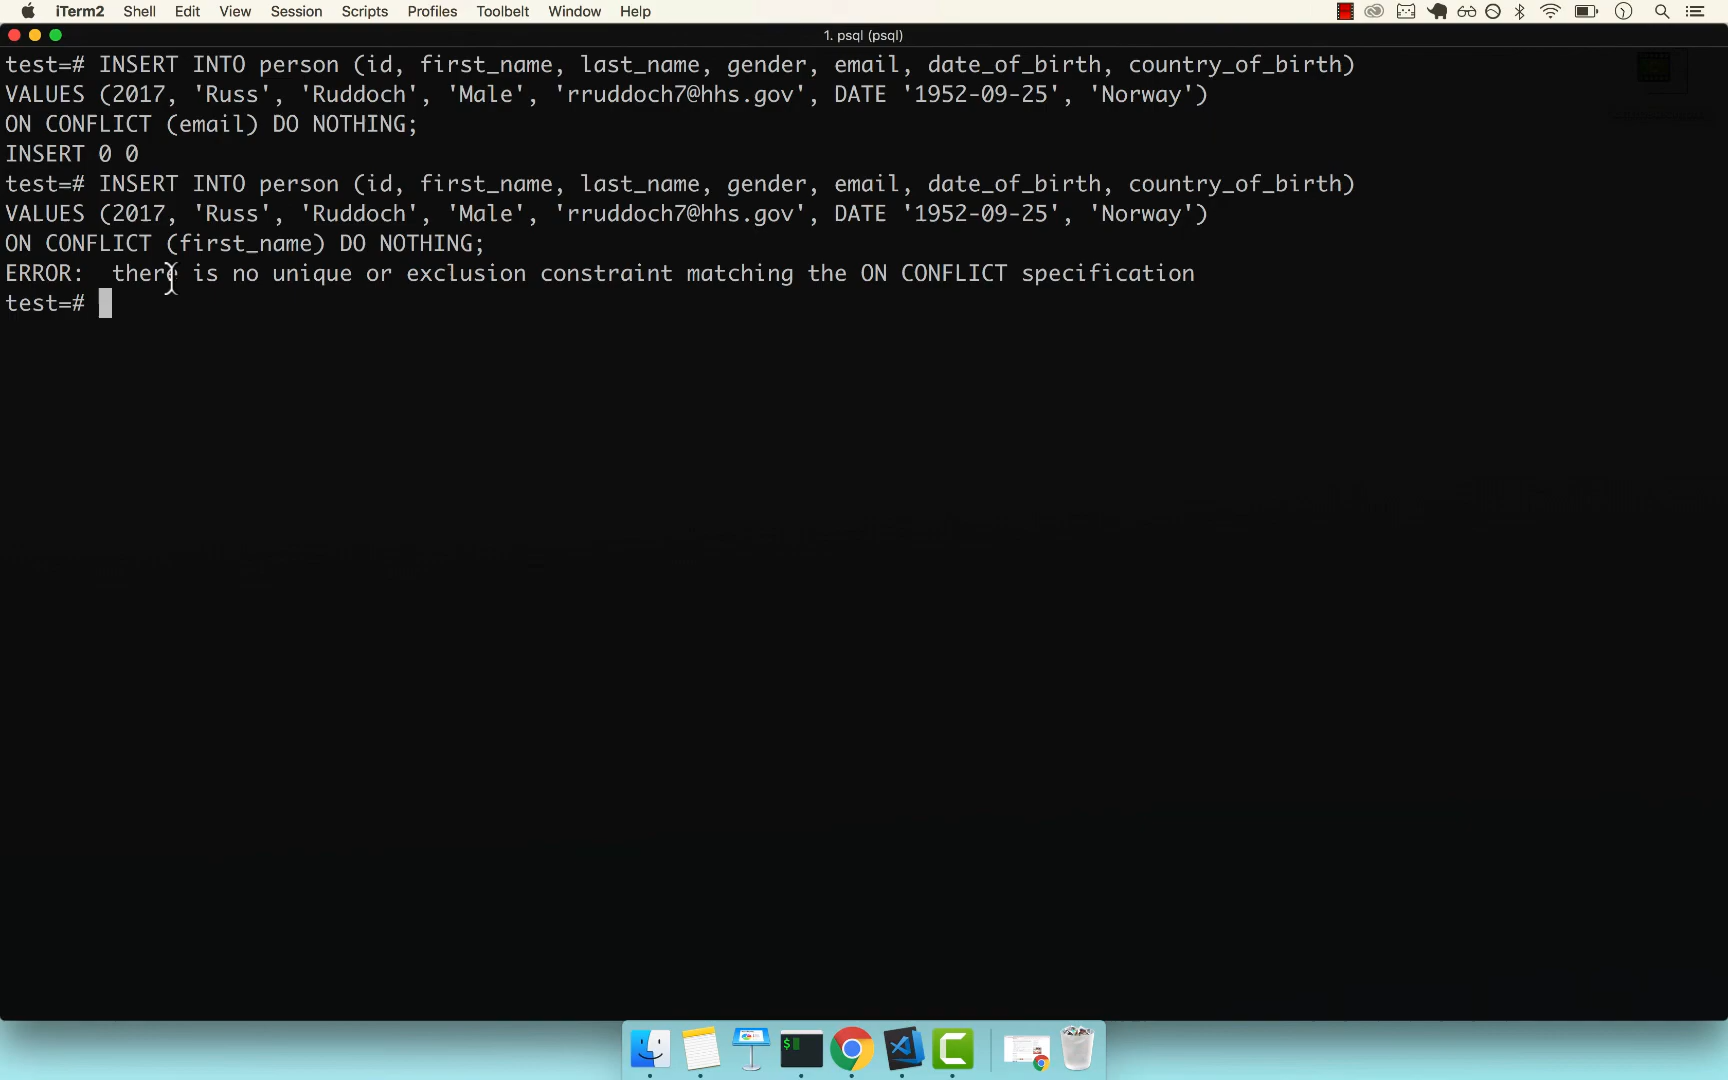 iTerm2 Shell Edit View Session Scripts Profiles Toolbelt Window Help
1. psql (psql)
test=# INSERT INTO person (id, first_name, last_name, gender, email, date_of_birth, country_of_birth)
VALUES (2017, 'Russ', 'Ruddoch', 'Male', 'rruddoch7@hhs.gov', DATE '1952-09-25', 'Norway')
ON CONFLICT (email) DO NOTHING;
INSERT 0 0
test=# INSERT INTO person (id, first_name, last_name, gender, email, date_of_birth, country_of_birth)
VALUES (2017, 'Russ', 'Ruddoch', 'Male', 'rruddoch7@hhs.gov', DATE '1952-09-25', 'Norway')
ON CONFLICT (first_name) DO NOTHING;
ERROR:  there is no unique or exclusion constraint matching the ON CONFLICT specification
test=#